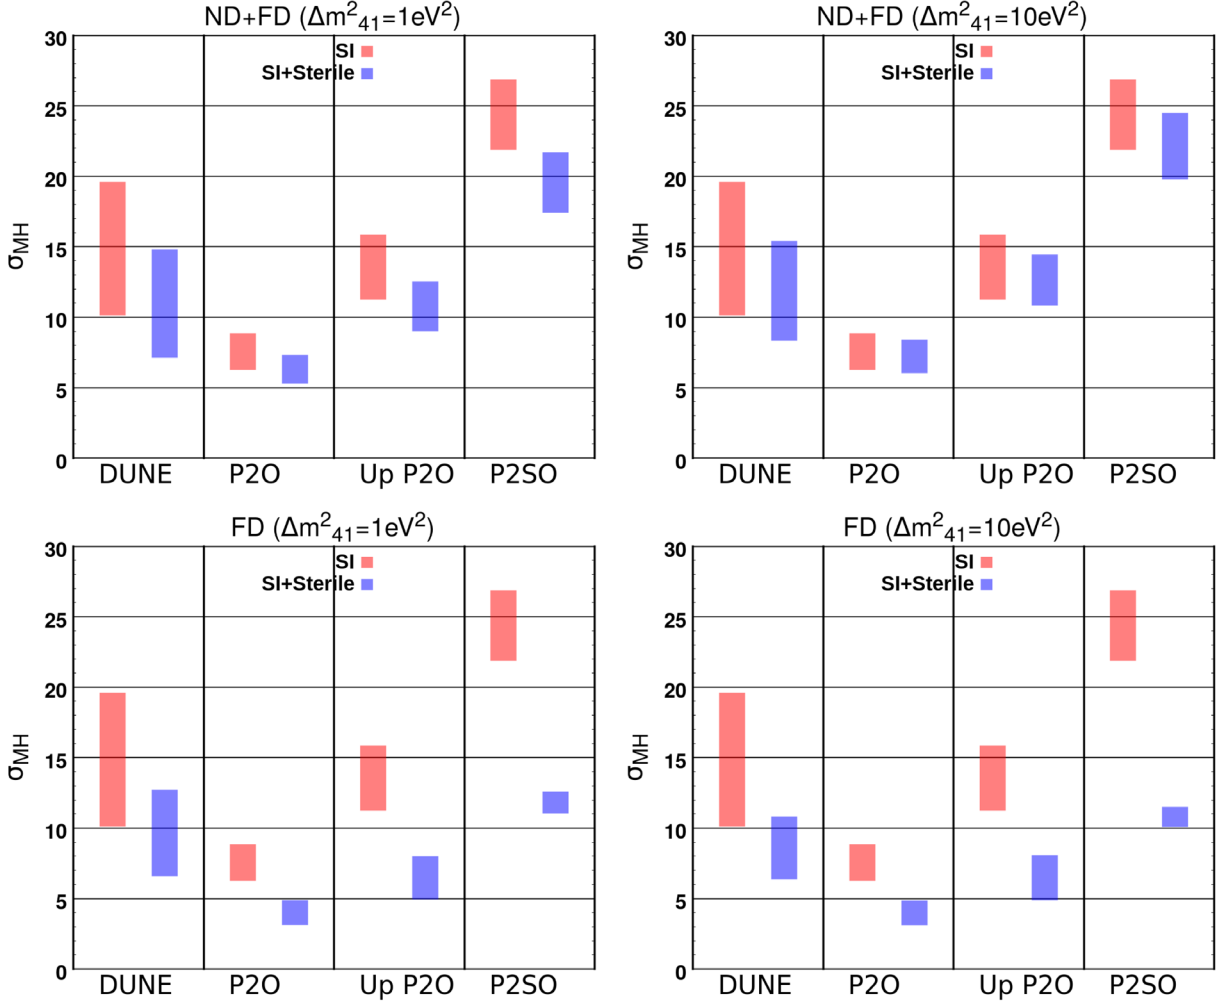 ND+FD (Δm²₄₁=1eV²)
30
25
20
15
10
5
0
σMH
SI
SI+Sterile
DUNE P2O Up P2O P2SO
ND+FD (Δm²₄₁=10eV²)
30
25
20
15
10
5
0
σMH
SI
SI+Sterile
DUNE P2O Up P2O P2SO
FD (Δm²₄₁=1eV²)
30
25
20
15
10
5
0
σMH
SI
SI+Sterile
DUNE P2O Up P2O P2SO
FD (Δm²₄₁=10eV²)
30
25
20
15
10
5
0
σMH
SI
SI+Sterile
DUNE P2O Up P2O P2SO